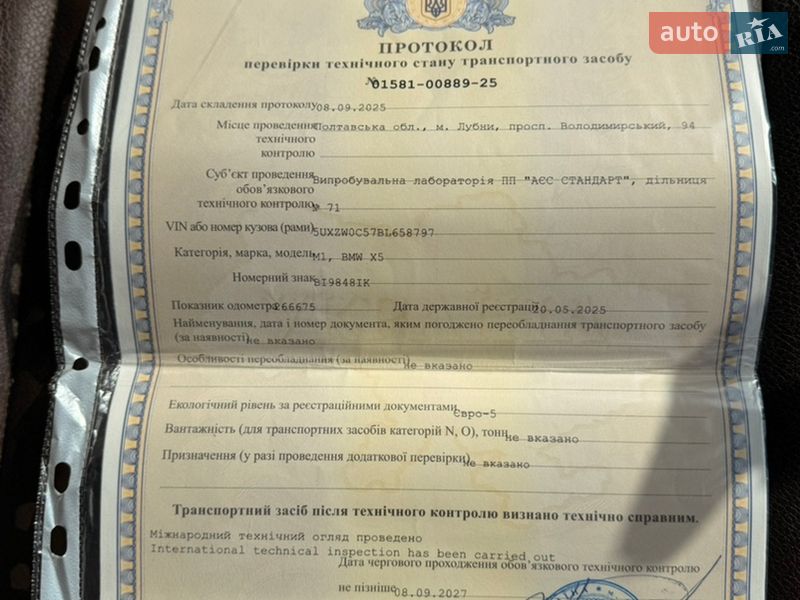 auto RIA .com
ПРОТОКОЛ
перевірки технічного стану транспортного засобу
№ 01581-00889-25
Дата складення протоколу 08.09.2025
Місце проведення Полтавська обл., м. Лубни, просп. Володимирський, 94
технічного
контролю
Суб'єкт проведення Випробувальна лабораторія ПП "АЄС СТАНДАРТ", дільниця
обов'язкового
технічного контролю № 71
VIN або номер кузова (рами) 5UXZW0C57BL658797
Категорія, марка, модель M1, BMW X5
Номерний знак BI9848IK
Показник одометра 266675 Дата державної реєстрації 20.05.2025
Найменування, дата і номер документа, яким погоджено переобладнання транспортного засобу
(за наявності) не вказано
Особливості переобладнання (за наявності) не вказано
Екологічний рівень за реєстраційними документами Євро-5
Вантажність (для транспортних засобів категорій N, O), тонн не вказано
Призначення (у разі проведення додаткової перевірки) не вказано
Транспортний засіб після технічного контролю визнано технічно справним.
Міжнародний технічний огляд проведено
International technical inspection has been carried out
Дата чергового проходження обов'язкового технічного контролю
не пізніше 08.09.2027